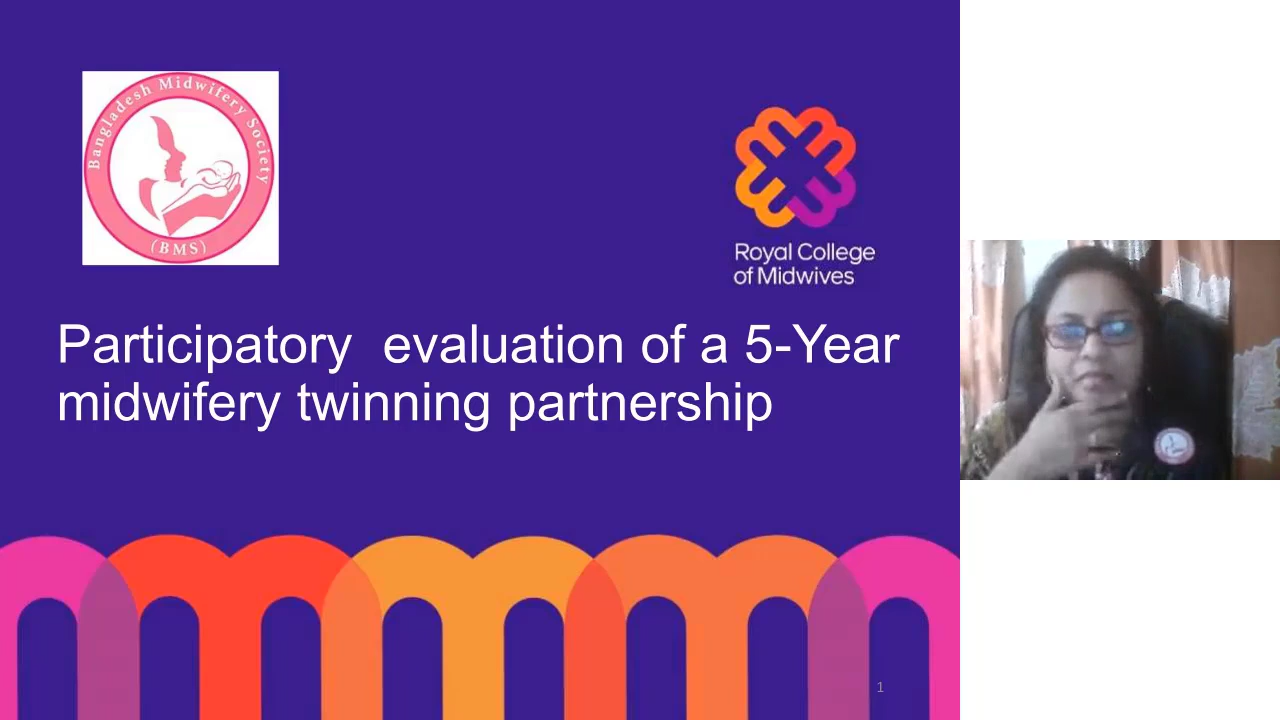 Bangladesh Midwifery Society
(BMS)
Royal College
of Midwives
Participatory evaluation of a 5-Year
midwifery twinning partnership
1